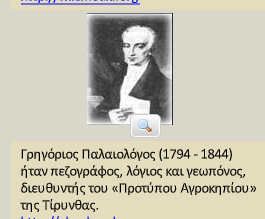 Γρηγόριος Παλαιολόγος (1794 - 1844)
ήταν πεζογράφος, λόγιος και γεωπόνος,
διευθυντής του «Προτύπου Αγροκηπίου»
της Τίρυνθας.